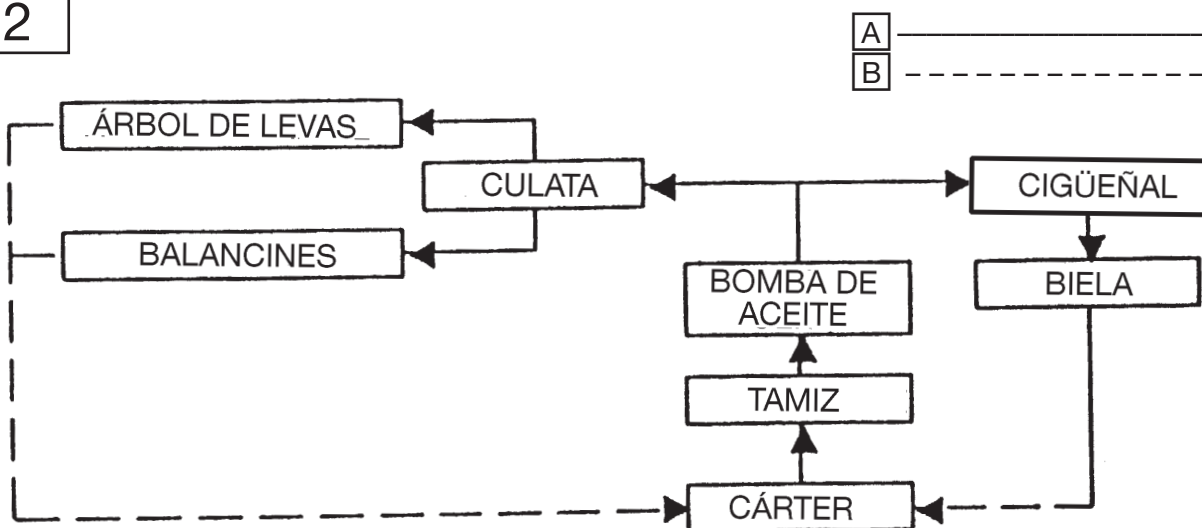 2
A
B
ÁRBOL DE LEVAS
CULATA
CIGÜEÑAL
BALANCINES
BOMBA DE
ACEITE
BIELA
TAMIZ
CÁRTER